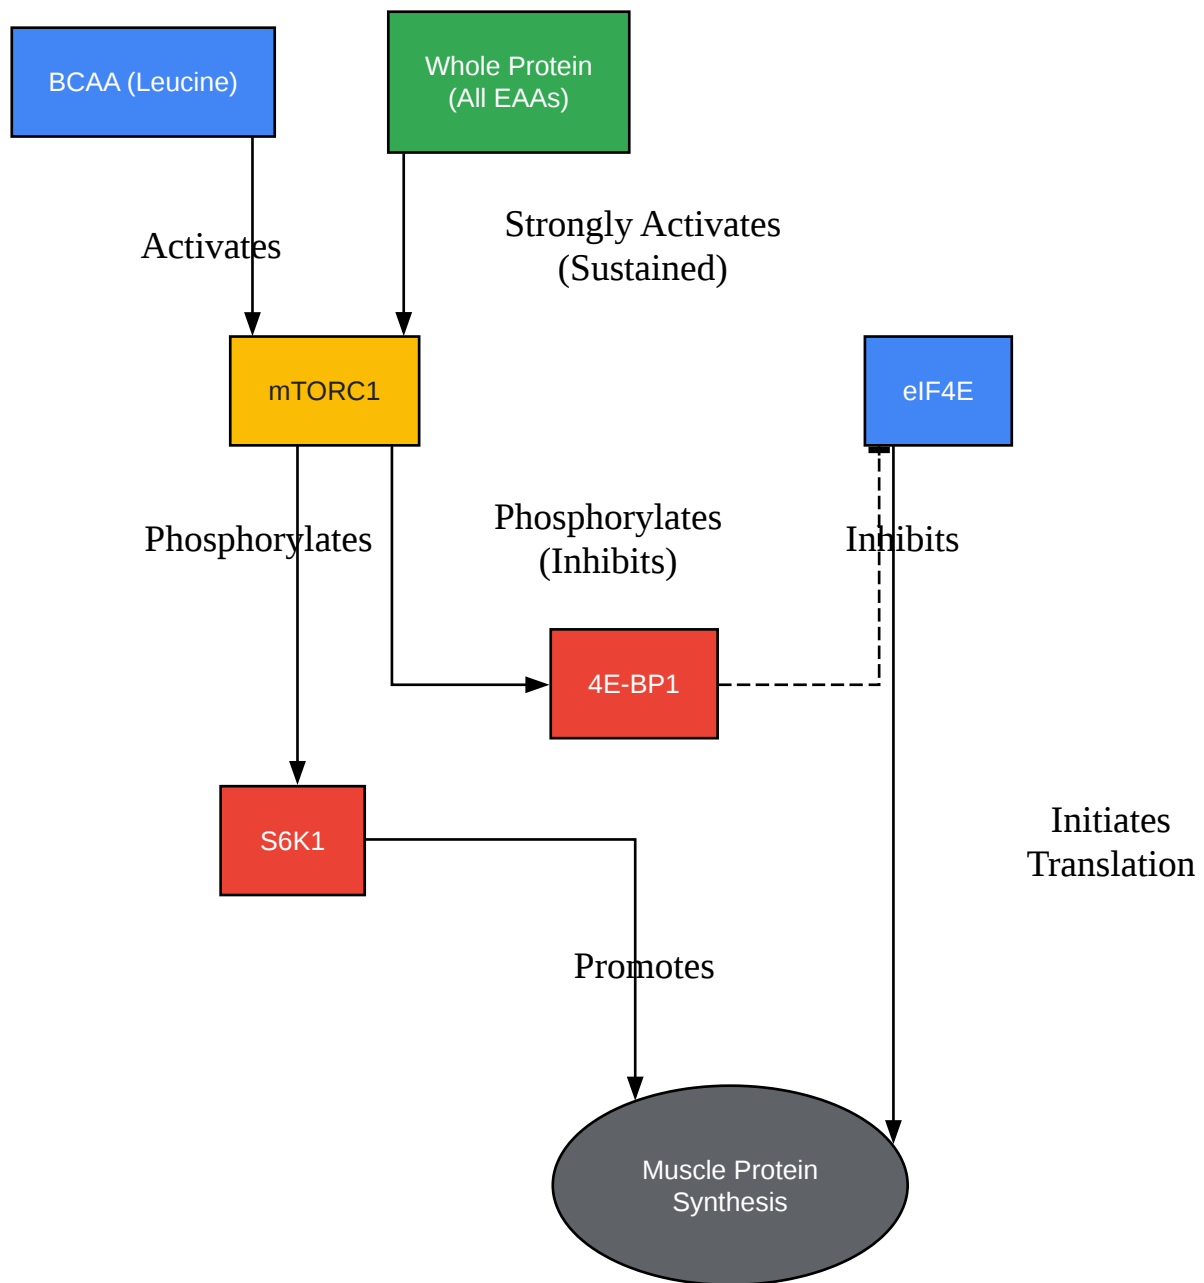 BCAA (Leucine)
Whole Protein
(All EAAs)
Activates
Strongly Activates
(Sustained)
mTORC1
eIF4E
Phosphorylates
Phosphorylates
(Inhibits)
Inhibits
4E-BP1
S6K1
Initiates
Translation
Promotes
Muscle Protein
Synthesis